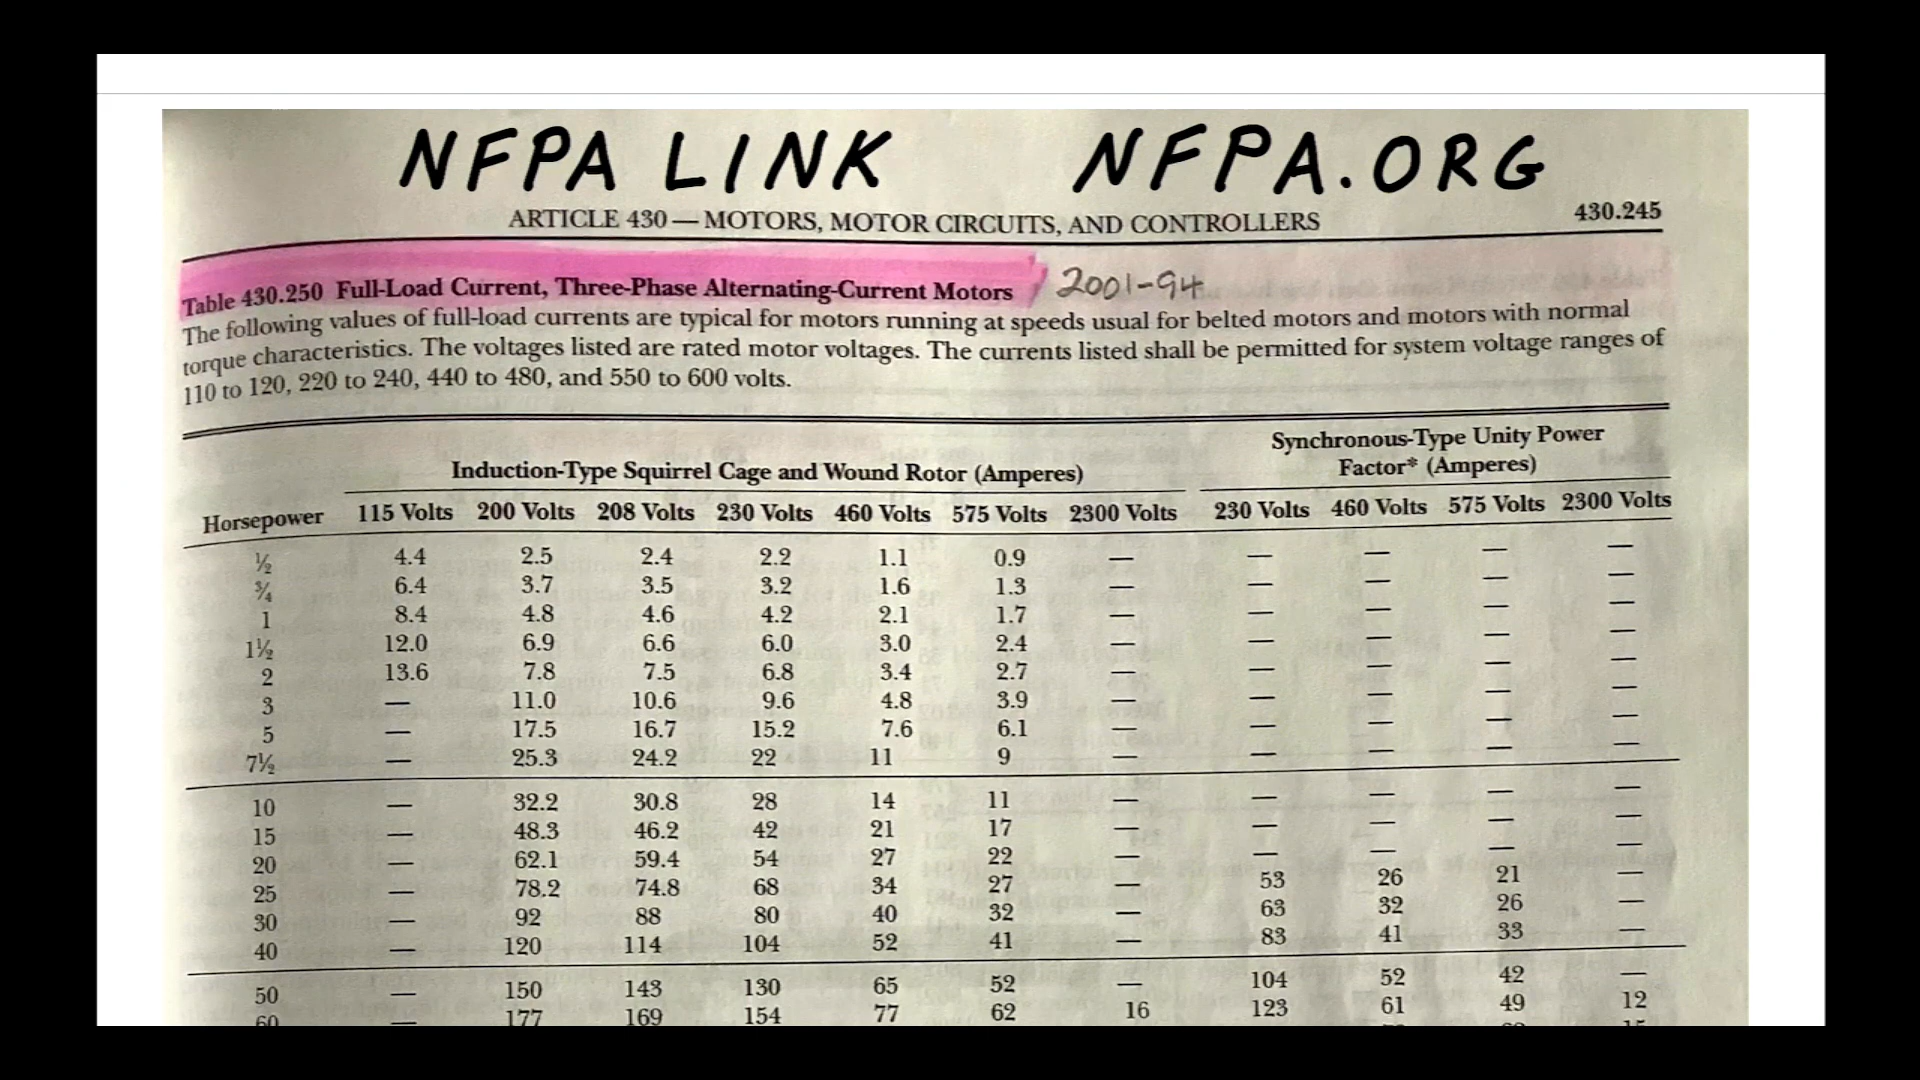 NFPA LINK NFPA.ORG
ARTICLE 430 — MOTORS, MOTOR CIRCUITS, AND CONTROLLERS 430.245
Table 430.250 Full-Load Current, Three-Phase Alternating-Current Motors 2001-94
The following values of full-load currents are typical for motors running at speeds usual for belted motors and motors with normal
torque characteristics. The voltages listed are rated motor voltages. The currents listed shall be permitted for system voltage ranges of
110 to 120, 220 to 240, 440 to 480, and 550 to 600 volts.
Induction-Type Squirrel Cage and Wound Rotor (Amperes) Synchronous-Type Unity Power
Factor* (Amperes)
Horsepower 115 Volts 200 Volts 208 Volts 230 Volts 460 Volts 575 Volts 2300 Volts 230 Volts 460 Volts 575 Volts 2300 Volts
½ 4.4 2.5 2.4 2.2 1.1 0.9 — — — — —
¾ 6.4 3.7 3.5 3.2 1.6 1.3 — — — — —
1 8.4 4.8 4.6 4.2 2.1 1.7 — — — — —
1½ 12.0 6.9 6.6 6.0 3.0 2.4 — — — — —
2 13.6 7.8 7.5 6.8 3.4 2.7 — — — — —
3 — 11.0 10.6 9.6 4.8 3.9 — — — — —
5 — 17.5 16.7 15.2 7.6 6.1 — — — — —
7½ — 25.3 24.2 22 11 9 — — — — —
10 — 32.2 30.8 28 14 11 — — — — —
15 — 48.3 46.2 42 21 17 — — — — —
20 — 62.1 59.4 54 27 22 — — — — —
25 — 78.2 74.8 68 34 27 — 53 26 21 —
30 — 92 88 80 40 32 — 63 32 26 —
40 — 120 114 104 52 41 — 83 41 33 —
50 — 150 143 130 65 52 — 104 52 42 —
60 — 177 169 154 77 62 16 123 61 49 12